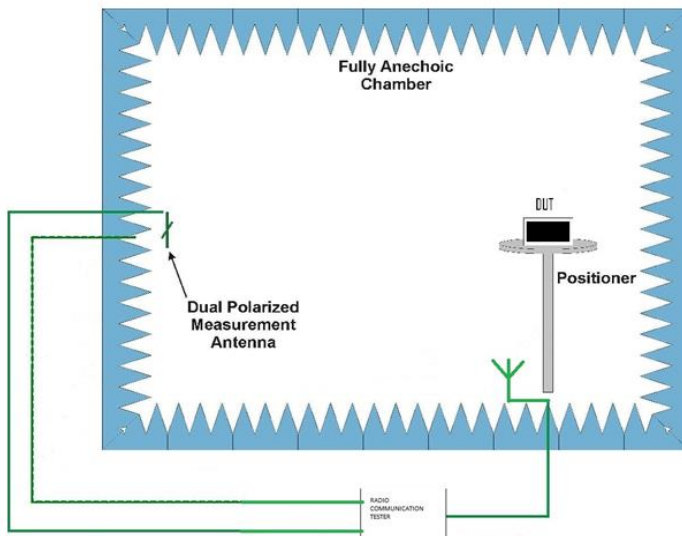 Fully Anechoic
Chamber
DUT
Positioner
Dual Polarized
Measurement
Antenna
RADIO
COMMUNICATION
TESTER